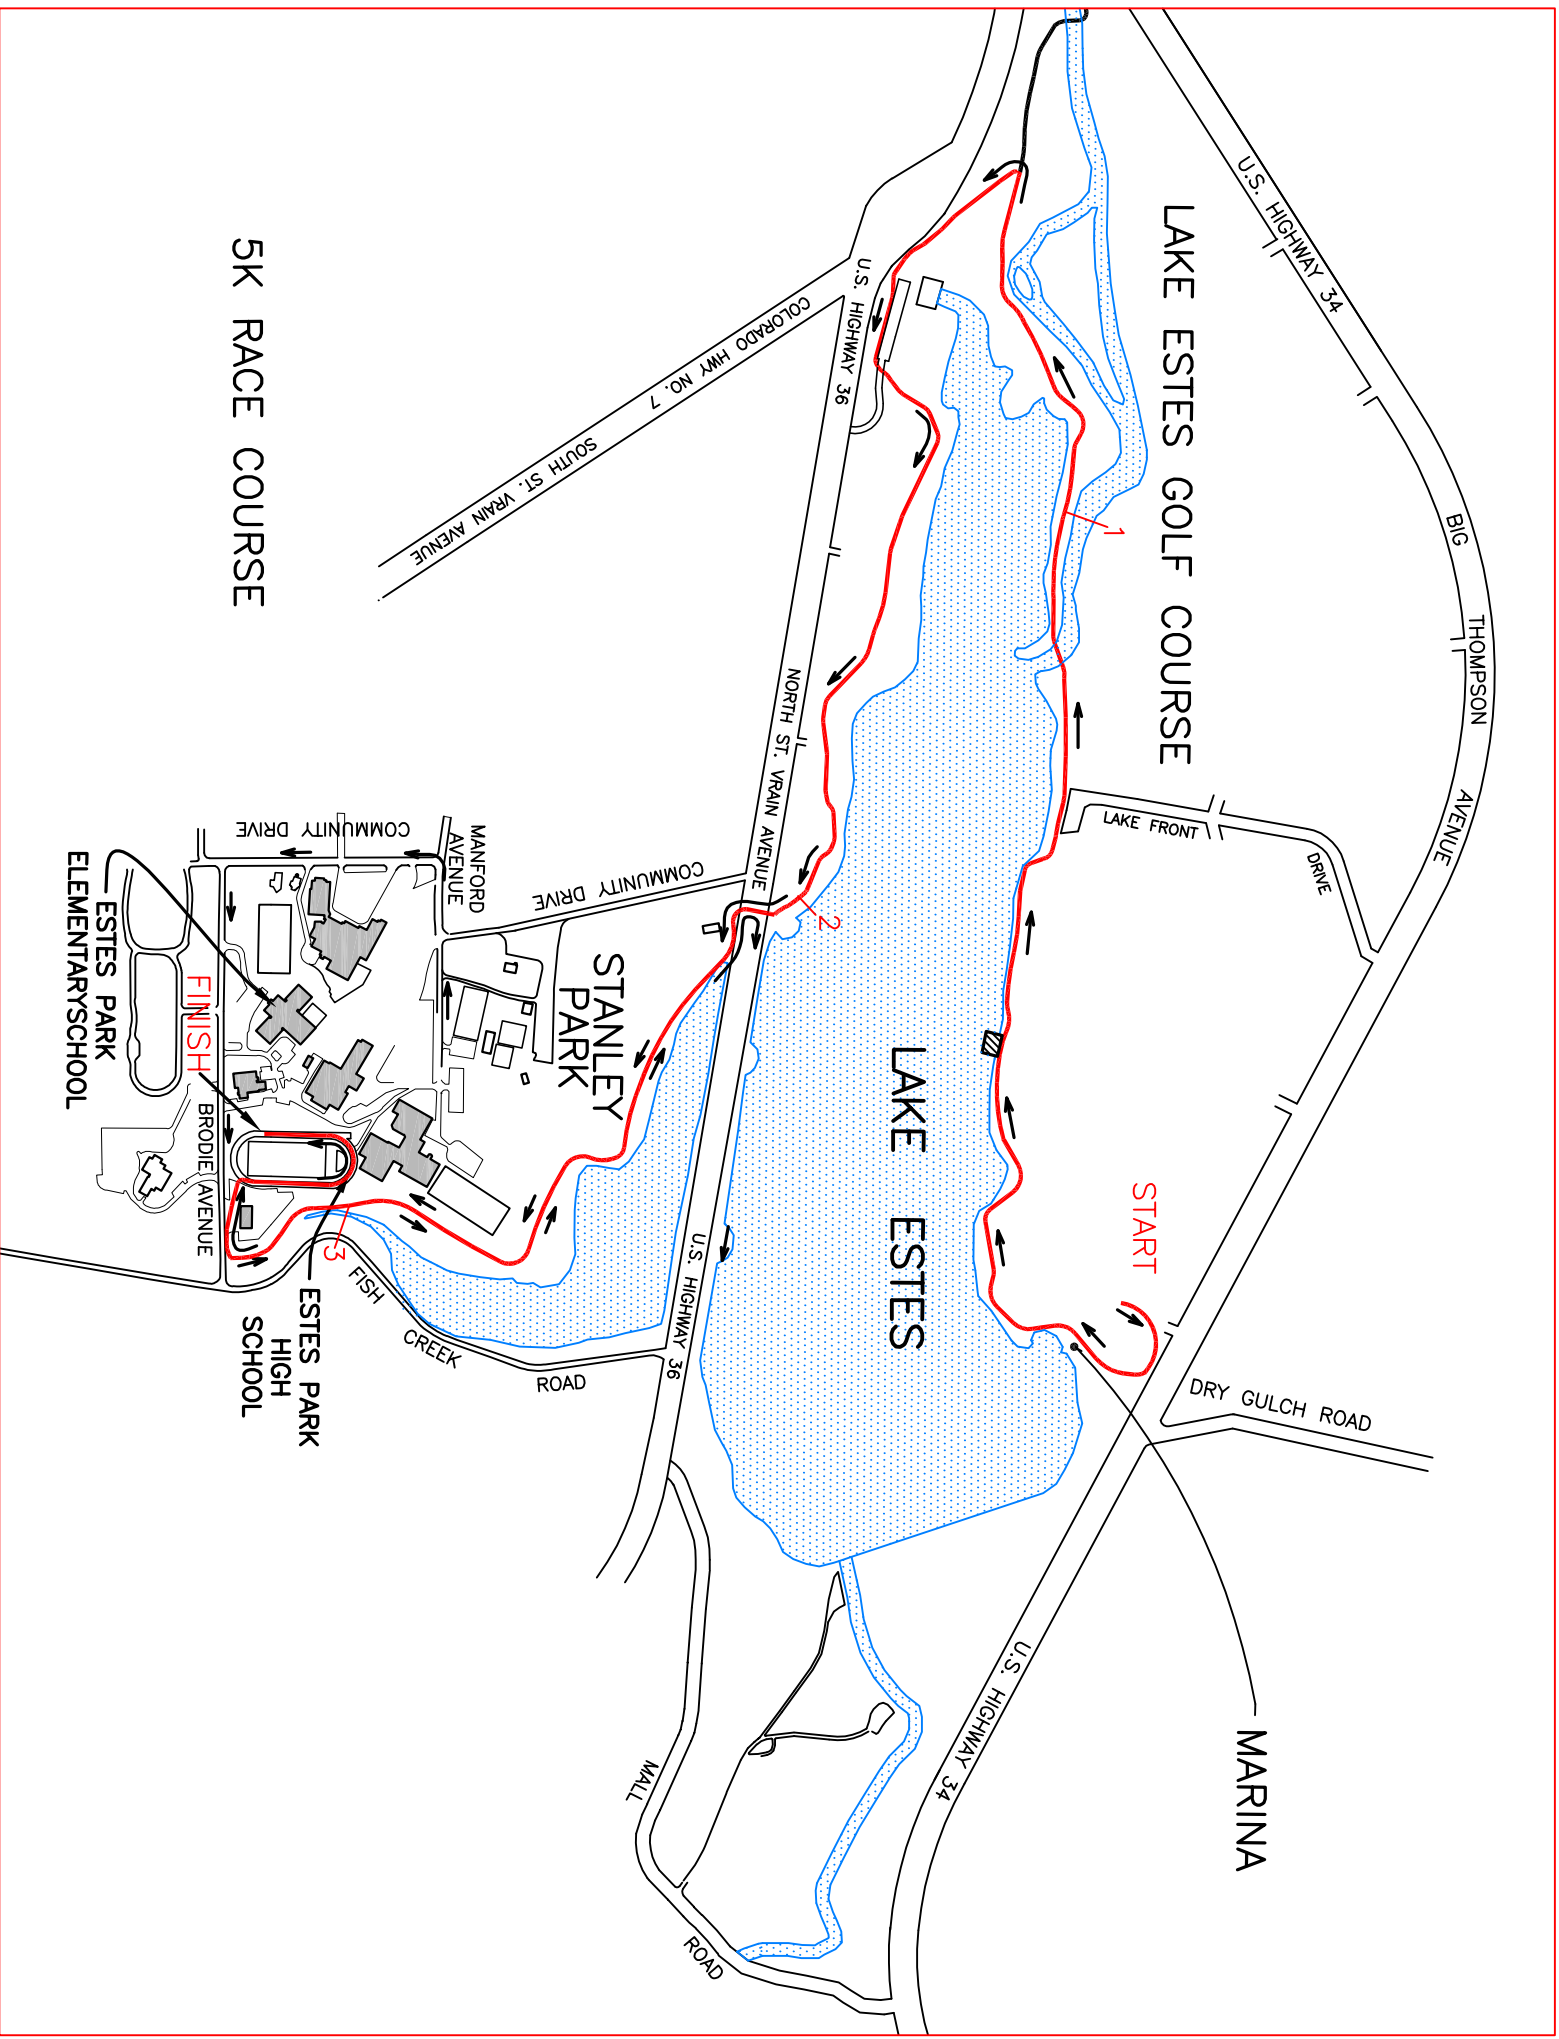 U.S. HIGHWAY 34
BIG
THOMPSON
AVENUE
LAKE ESTES GOLF COURSE
1
LAKE FRONT
DRIVE
START
DRY GULCH ROAD
MARINA
U.S. HIGHWAY 34
LAKE ESTES
U.S. HIGHWAY 36
COLORADO HWY NO. 7
SOUTH ST. VRAIN AVENUE
NORTH ST. VRAIN AVENUE
2
COMMUNITY DRIVE
U.S. HIGHWAY 36
STANLEY
PARK
MANFORD
AVENUE
COMMUNITY DRIVE
MALL
ROAD
FISH
CREEK
ROAD
3
ESTES PARK
HIGH
SCHOOL
5K RACE COURSE
FINISH
BRODIE AVENUE
ESTES PARK
ELEMENTARYSCHOOL